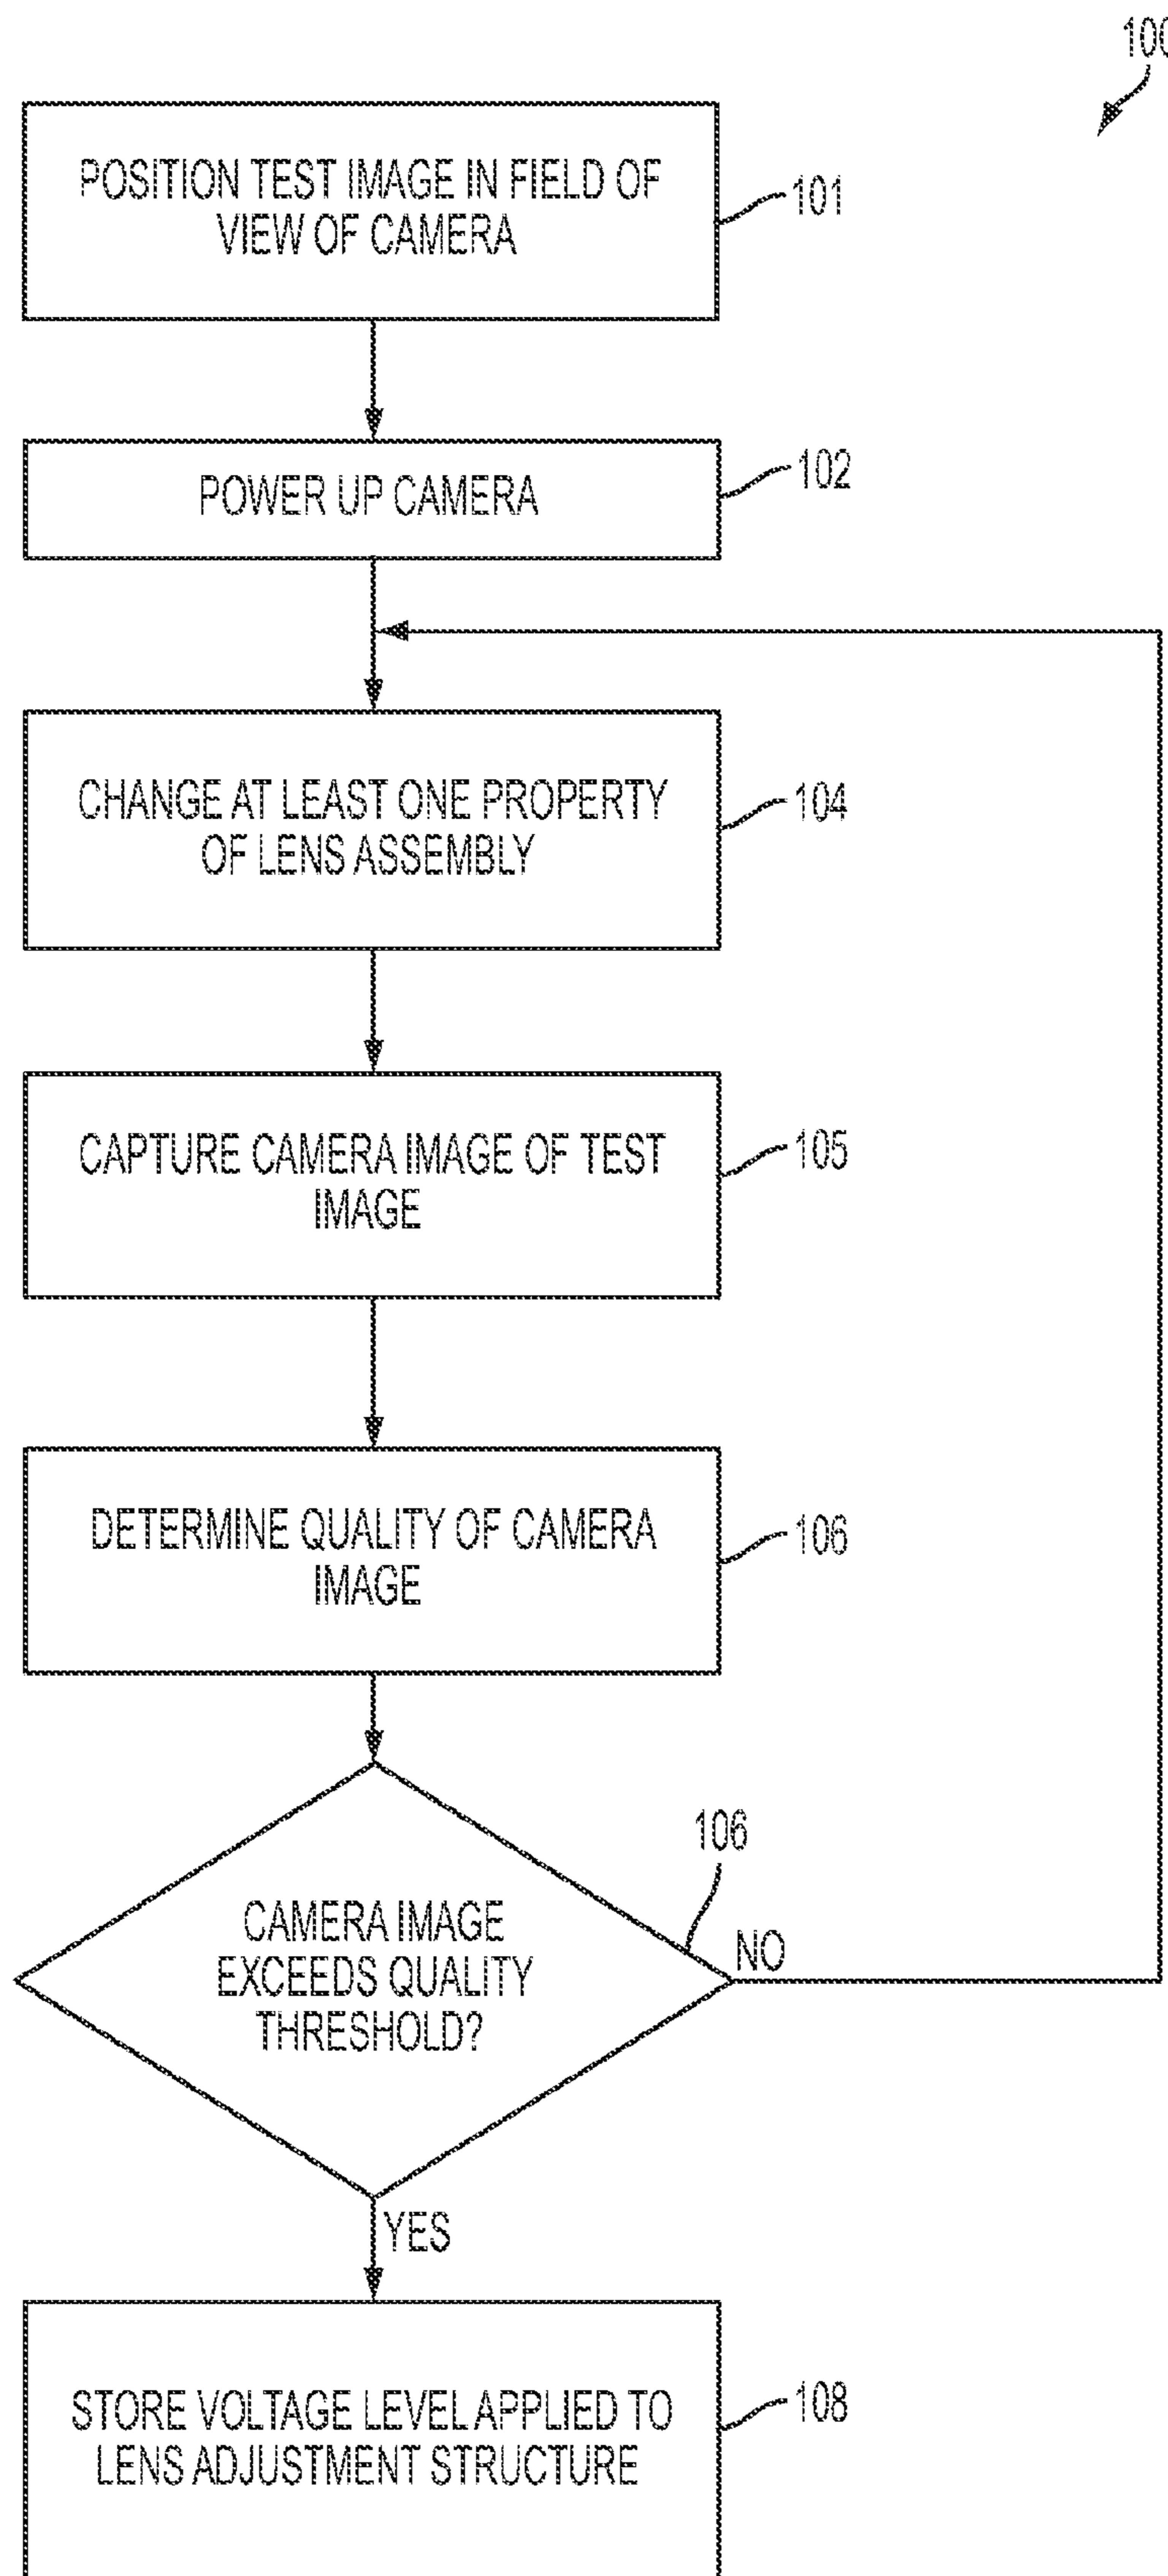 100
POSITION TEST IMAGE IN FIELD OF
VIEW OF CAMERA
101
POWER UP CAMERA
102
CHANGE AT LEAST ONE PROPERTY
OF LENS ASSEMBLY
104
CAPTURE CAMERA IMAGE OF TEST
IMAGE
105
DETERMINE QUALITY OF CAMERA
IMAGE
106
106
CAMERA IMAGE
EXCEEDS QUALITY
THRESHOLD?
NO
YES
STORE VOLTAGE LEVEL APPLIED TO
LENS ADJUSTMENT STRUCTURE
108